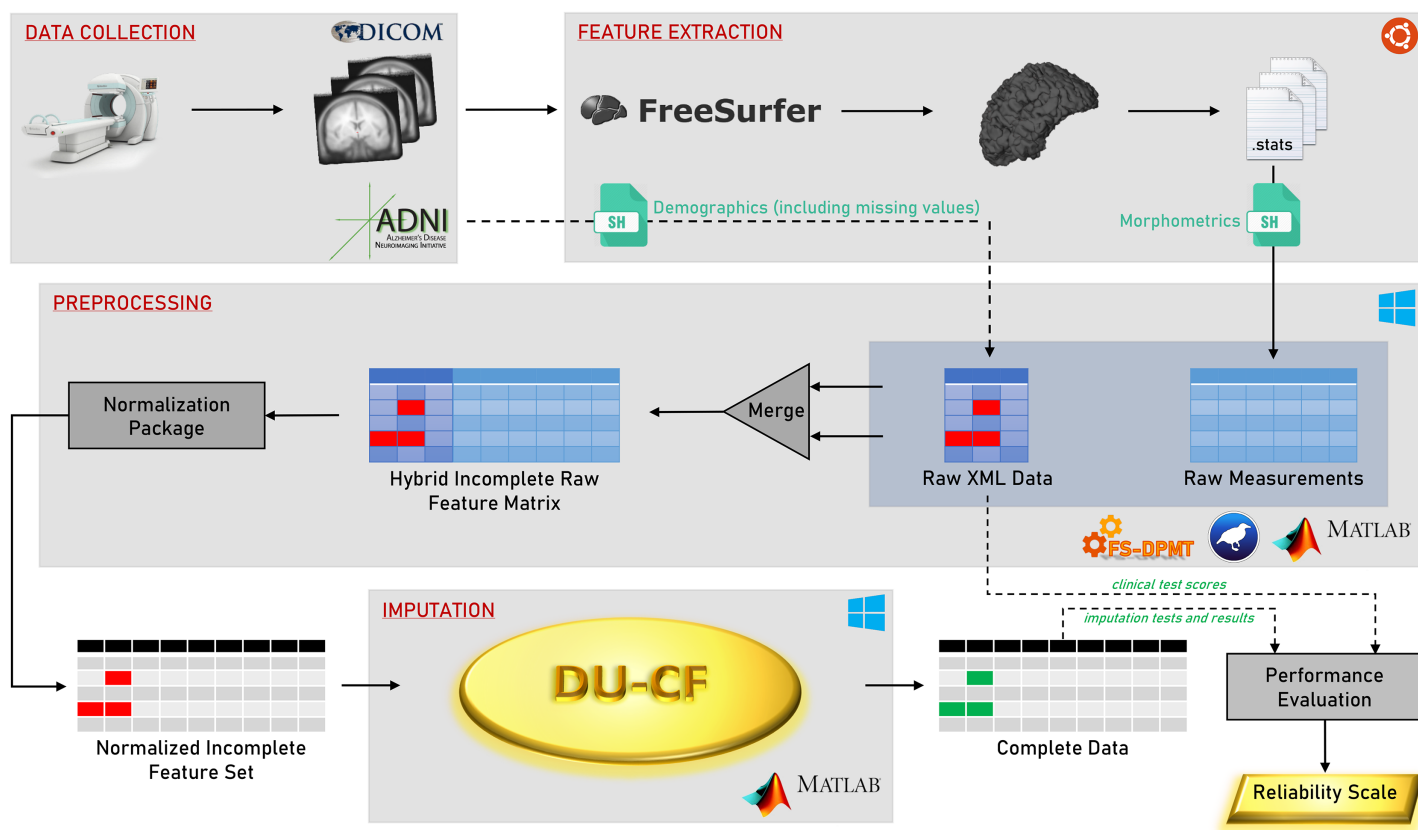 DATA COLLECTION
DICOM
ADNI
ALZHEIMER'S DISEASE
NEUROIMAGING INITIATIVE
FEATURE EXTRACTION
FreeSurfer
.stats
SH
Demographics (including missing values)
Morphometrics
SH
PREPROCESSING
Normalization
Package
Hybrid Incomplete Raw
Feature Matrix
Merge
Raw XML Data
Raw Measurements
FS-DPMT
MATLAB
clinical test scores
imputation tests and results
IMPUTATION
DU-CF
MATLAB
Normalized Incomplete
Feature Set
Complete Data
Performance
Evaluation
Reliability Scale